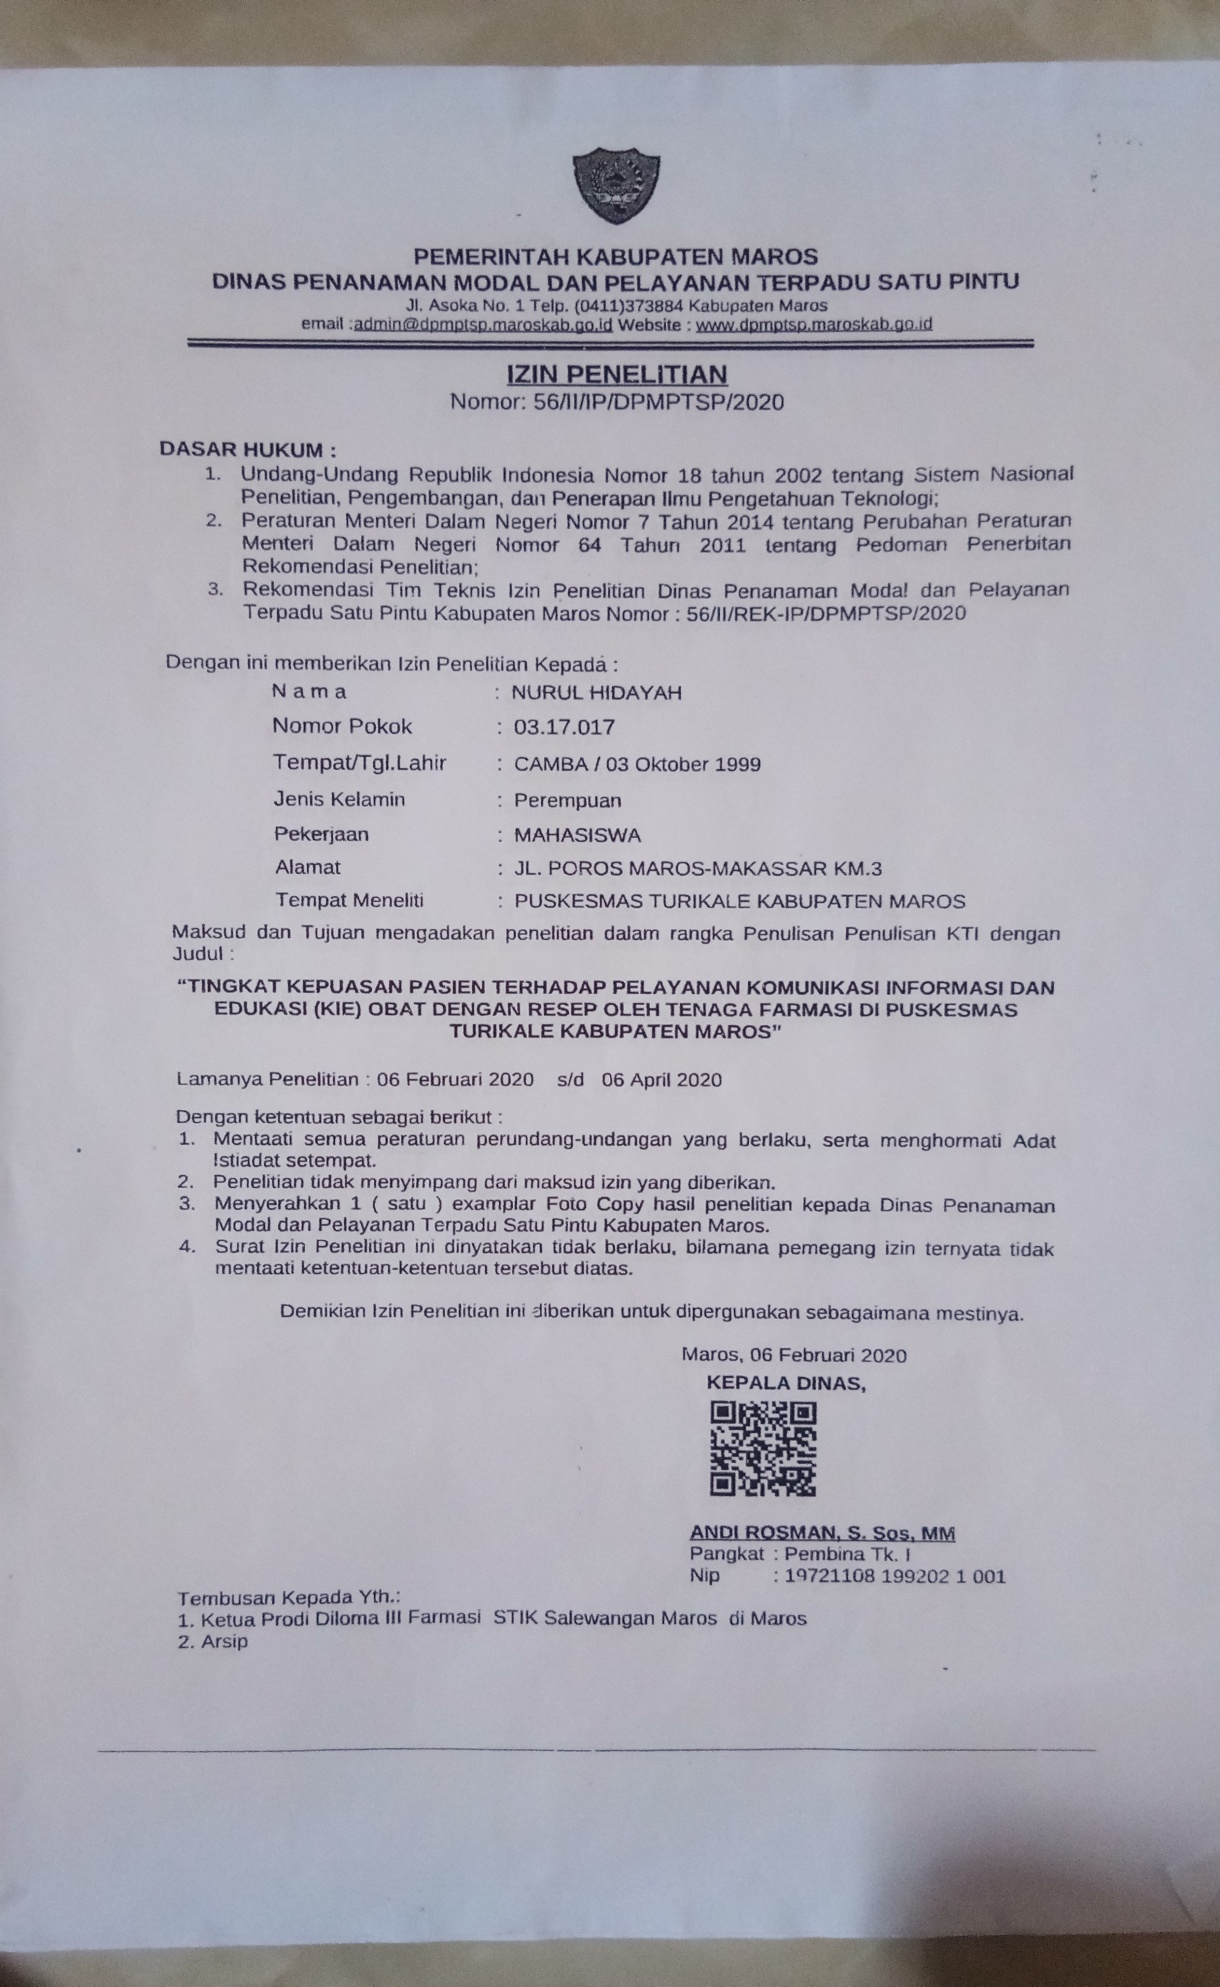 PEMERINTAH KABUPATEN MAROS
DINAS PENANAMAN MODAL DAN PELAYANAN TERPADU SATU PINTU
Jl. Asoka No. 1 Telp. (0411)373884 Kabupaten Maros
email :admin@dpmptsp.maroskab.go.id Website : www.dpmptsp.maroskab.go.id
IZIN PENELITIAN
Nomor: 56/II/IP/DPMPTSP/2020
DASAR HUKUM :
1. Undang-Undang Republik Indonesia Nomor 18 tahun 2002 tentang Sistem Nasional
Penelitian, Pengembangan, dan Penerapan Ilmu Pengetahuan Teknologi;
2. Peraturan Menteri Dalam Negeri Nomor 7 Tahun 2014 tentang Perubahan Peraturan
Menteri Dalam Negeri Nomor 64 Tahun 2011 tentang Pedoman Penerbitan
Rekomendasi Penelitian;
3. Rekomendasi Tim Teknis Izin Penelitian Dinas Penanaman Modal dan Pelayanan
Terpadu Satu Pintu Kabupaten Maros Nomor : 56/II/REK-IP/DPMPTSP/2020
Dengan ini memberikan Izin Penelitian Kepada :
N a m a : NURUL HIDAYAH
Nomor Pokok : 03.17.017
Tempat/Tgl.Lahir : CAMBA / 03 Oktober 1999
Jenis Kelamin : Perempuan
Pekerjaan : MAHASISWA
Alamat : JL. POROS MAROS-MAKASSAR KM.3
Tempat Meneliti : PUSKESMAS TURIKALE KABUPATEN MAROS
Maksud dan Tujuan mengadakan penelitian dalam rangka Penulisan Penulisan KTI dengan
Judul :
“TINGKAT KEPUASAN PASIEN TERHADAP PELAYANAN KOMUNIKASI INFORMASI DAN
EDUKASI (KIE) OBAT DENGAN RESEP OLEH TENAGA FARMASI DI PUSKESMAS
TURIKALE KABUPATEN MAROS”
Lamanya Penelitian : 06 Februari 2020 s/d 06 April 2020
Dengan ketentuan sebagai berikut :
1. Mentaati semua peraturan perundang-undangan yang berlaku, serta menghormati Adat
Istiadat setempat.
2. Penelitian tidak menyimpang dari maksud izin yang diberikan.
3. Menyerahkan 1 ( satu ) examplar Foto Copy hasil penelitian kepada Dinas Penanaman
Modal dan Pelayanan Terpadu Satu Pintu Kabupaten Maros.
4. Surat Izin Penelitian ini dinyatakan tidak berlaku, bilamana pemegang izin ternyata tidak
mentaati ketentuan-ketentuan tersebut diatas.
Demikian Izin Penelitian ini diberikan untuk dipergunakan sebagaimana mestinya.
Maros, 06 Februari 2020
KEPALA DINAS,
ANDI ROSMAN, S. Sos, MM
Pangkat : Pembina Tk. I
Nip : 19721108 199202 1 001
Tembusan Kepada Yth.:
1. Ketua Prodi Diloma III Farmasi STIK Salewangan Maros di Maros
2. Arsip